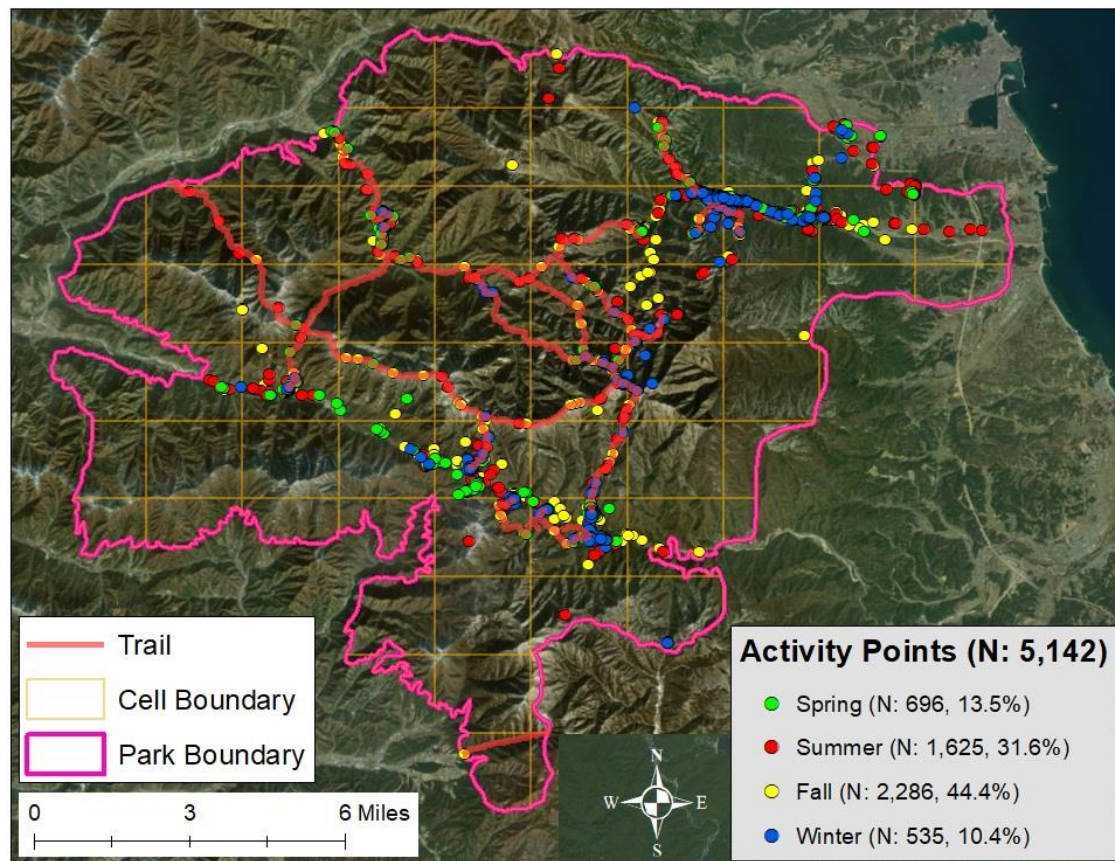 Trail
Cell Boundary
Park Boundary
0 3 6 Miles
N
W E
S
Activity Points (N: 5,142)
Spring (N: 696, 13.5%)
Summer (N: 1,625, 31.6%)
Fall (N: 2,286, 44.4%)
Winter (N: 535, 10.4%)